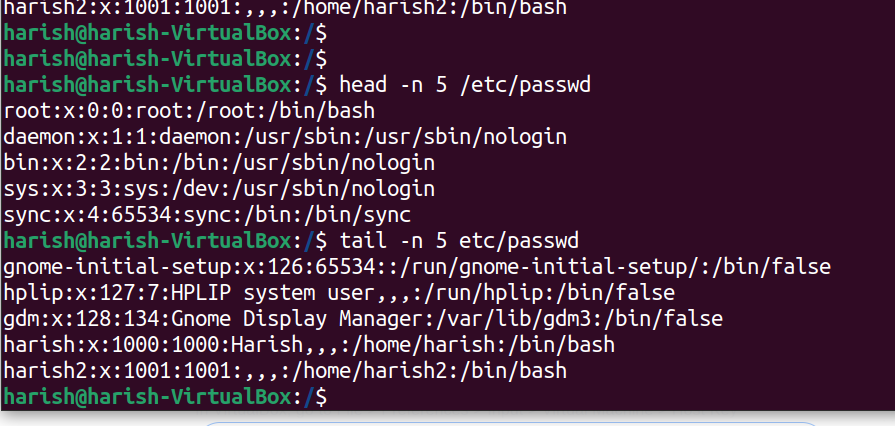 harish2:x:1001:1001:,,,:/home/harish2:/bin/bash
harish@harish-VirtualBox:/$
harish@harish-VirtualBox:/$
harish@harish-VirtualBox:/$ head -n 5 /etc/passwd
root:x:0:0:root:/root:/bin/bash
daemon:x:1:1:daemon:/usr/sbin:/usr/sbin/nologin
bin:x:2:2:bin:/bin:/usr/sbin/nologin
sys:x:3:3:sys:/dev:/usr/sbin/nologin
sync:x:4:65534:sync:/bin:/bin/sync
harish@harish-VirtualBox:/$ tail -n 5 etc/passwd
gnome-initial-setup:x:126:65534::/run/gnome-initial-setup/:/bin/false
hplip:x:127:7:HPLIP system user,,,:/run/hplip:/bin/false
gdm:x:128:134:Gnome Display Manager:/var/lib/gdm3:/bin/false
harish:x:1000:1000:Harish,,,:/home/harish:/bin/bash
harish2:x:1001:1001:,,,:/home/harish2:/bin/bash
harish@harish-VirtualBox:/$